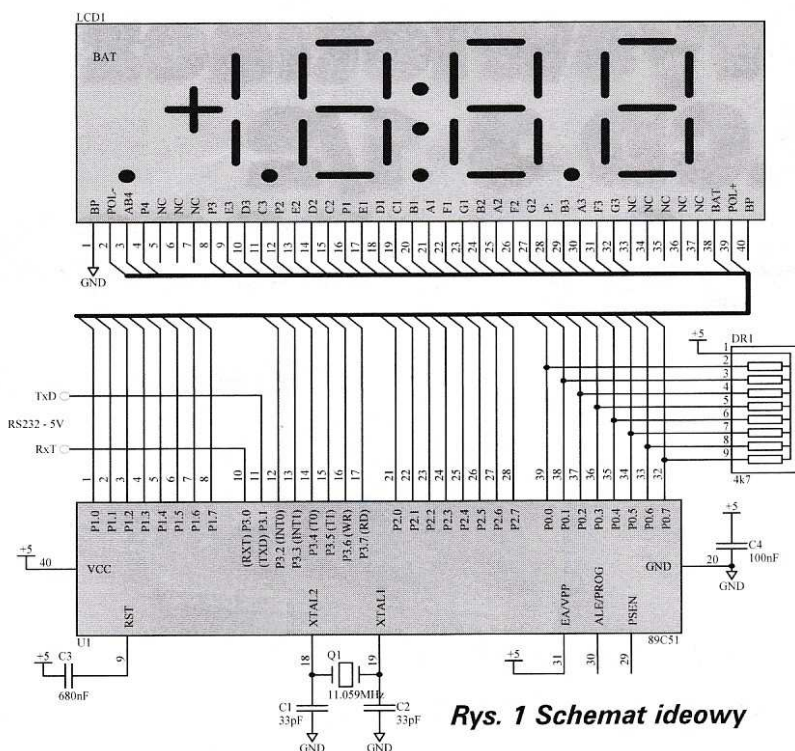 LCD1
BAT
BP
POL-
AB4
P4
NC
NC
NC
P3
E3
D3
C3
P2
E2
D2
C2
P1
E1
D1
C1
B1
A1
F1
G1
B2
A2
F2
G2
P:
B3
A3
F3
G3
NC
NC
NC
NC
NC
BAT
POL+
BP
1
2
3
4
5
6
7
8
9
10
11
12
13
14
15
16
17
18
19
20
21
22
23
24
25
26
27
28
29
30
31
32
33
34
35
36
37
38
39
40
GND
TxD
RS232 - 5V
RxT
+5
DR1
1
2
3
4
5
6
7
8
9
4k7
1
2
3
4
5
6
7
8
10
11
12
13
14
15
16
17
21
22
23
24
25
26
27
28
39
38
37
36
35
34
33
32
P1.0
P1.1
P1.2
P1.3
P1.4
P1.5
P1.6
P1.7
(RXT) P3.0
(TXD) P3.1
P3.2 (INT0)
P3.3 (INT1)
P3.4 (T0)
P3.5 (T1)
P3.6 (WR)
P3.7 (RD)
P2.0
P2.1
P2.2
P2.3
P2.4
P2.5
P2.6
P2.7
P0.0
P0.1
P0.2
P0.3
P0.4
P0.5
P0.6
P0.7
+5
40
VCC
GND
20
+5
C4
100nF
GND
RST
XTAL2
XTAL1
EA/VPP
ALE/PROG
PSEN
U1
89C51
+5
C3
680nF
9
18
Q1
11.059MHz
19
+5
31
30
29
C1
33pF
C2
33pF
GND
GND
Rys. 1 Schemat ideowy